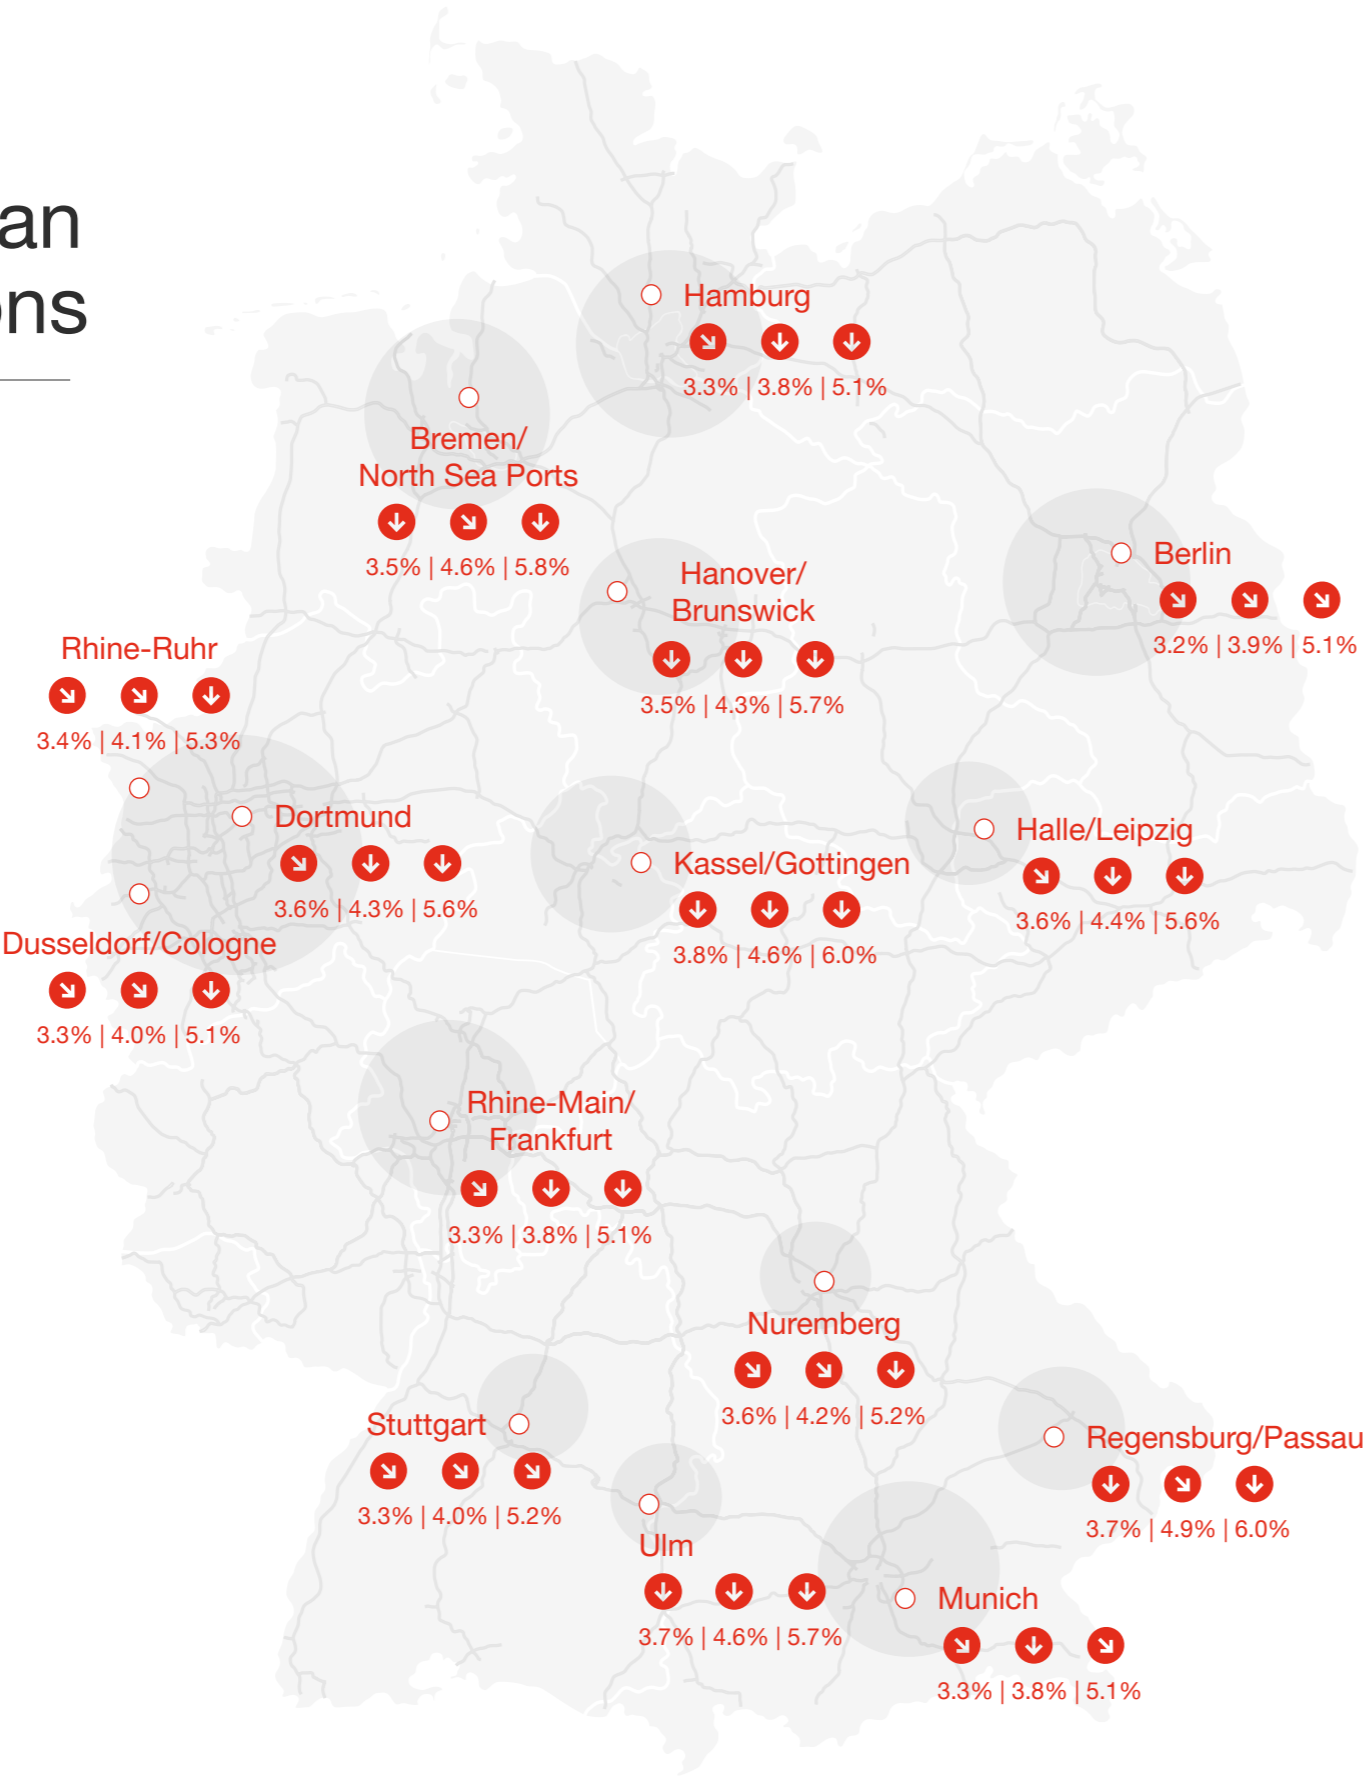 an
ons
Hamburg
3.3% | 3.8% | 5.1%
Bremen/
North Sea Ports
3.5% | 4.6% | 5.8%
Hanover/
Brunswick
3.5% | 4.3% | 5.7%
Berlin
3.2% | 3.9% | 5.1%
Rhine-Ruhr
3.4% | 4.1% | 5.3%
Dortmund
3.6% | 4.3% | 5.6%
Kassel/Gottingen
3.8% | 4.6% | 6.0%
Halle/Leipzig
3.6% | 4.4% | 5.6%
Dusseldorf/Cologne
3.3% | 4.0% | 5.1%
Rhine-Main/
Frankfurt
3.3% | 3.8% | 5.1%
Nuremberg
3.6% | 4.2% | 5.2%
Stuttgart
3.3% | 4.0% | 5.2%
Regensburg/Passau
3.7% | 4.9% | 6.0%
Ulm
3.7% | 4.6% | 5.7%
Munich
3.3% | 3.8% | 5.1%